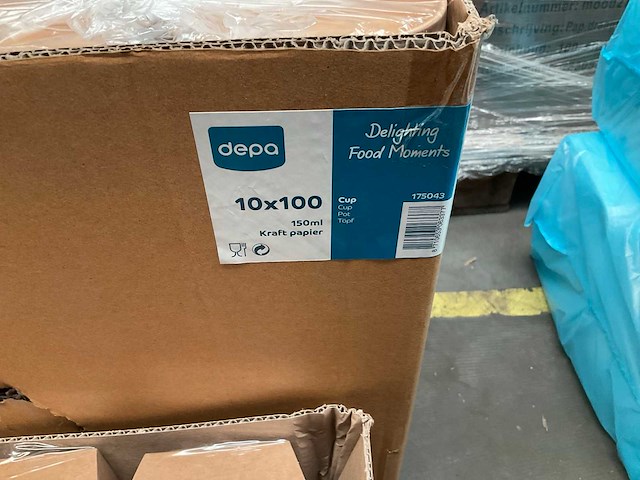 depa
10x100
150ml
Kraft papier
Delighting
Food Moments
Cup
Cup
Pot
Topf
175043